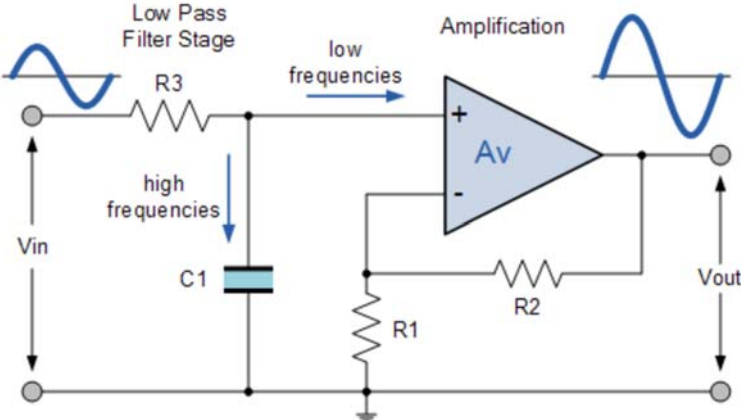 Low Pass
Filter Stage
Amplification
low
frequencies
R3
+
Av
-
high
frequencies
Vin
C1
R1
R2
Vout